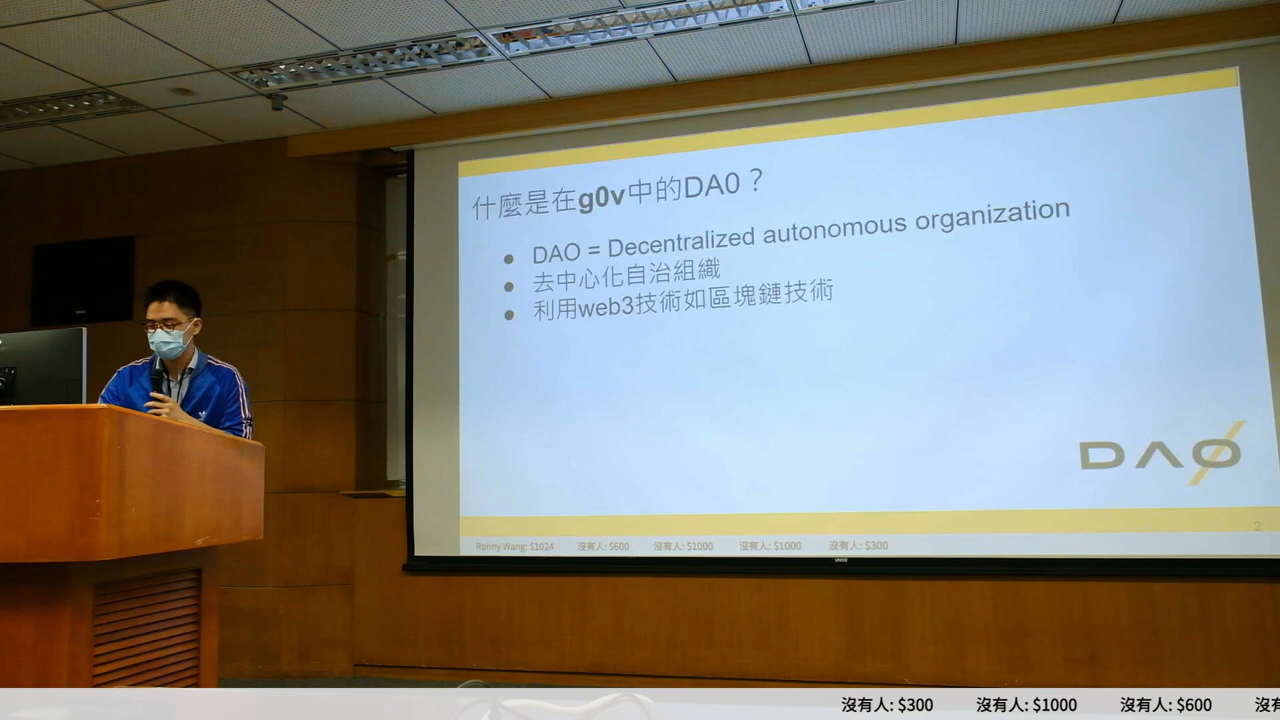 什麼是在g0v中的DA0？
DAO = Decentralized autonomous organization
去中心化自治組織
利用web3技術如區塊鏈技術
DAO
2
Ronny Wang: $1024 沒有人: $600 沒有人: $1000 沒有人: $1000 沒有人: $300
沒有人: $300 沒有人: $1000 沒有人: $600 沒有